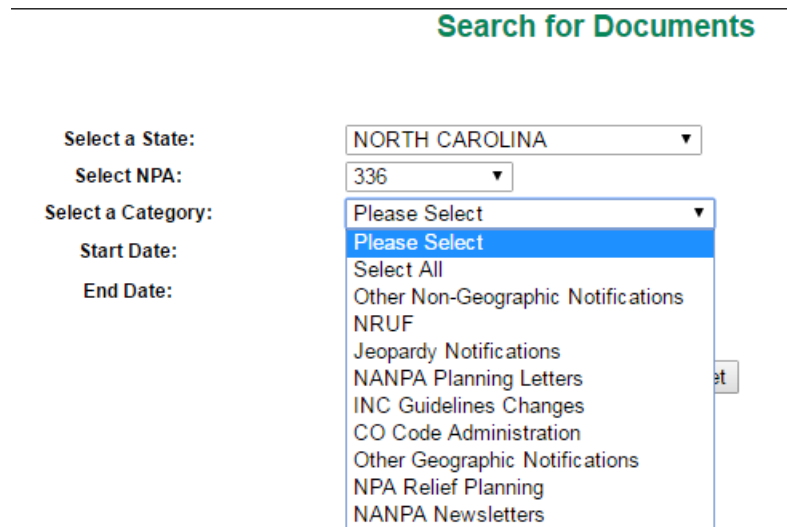 Search for Documents
Select a State: NORTH CAROLINA
Select NPA: 336
Select a Category: Please Select
Start Date: Please Select
Select All
End Date: Other Non-Geographic Notifications
NRUF
Jeopardy Notifications
NANPA Planning Letters et
INC Guidelines Changes
CO Code Administration
Other Geographic Notifications
NPA Relief Planning
NANPA Newsletters